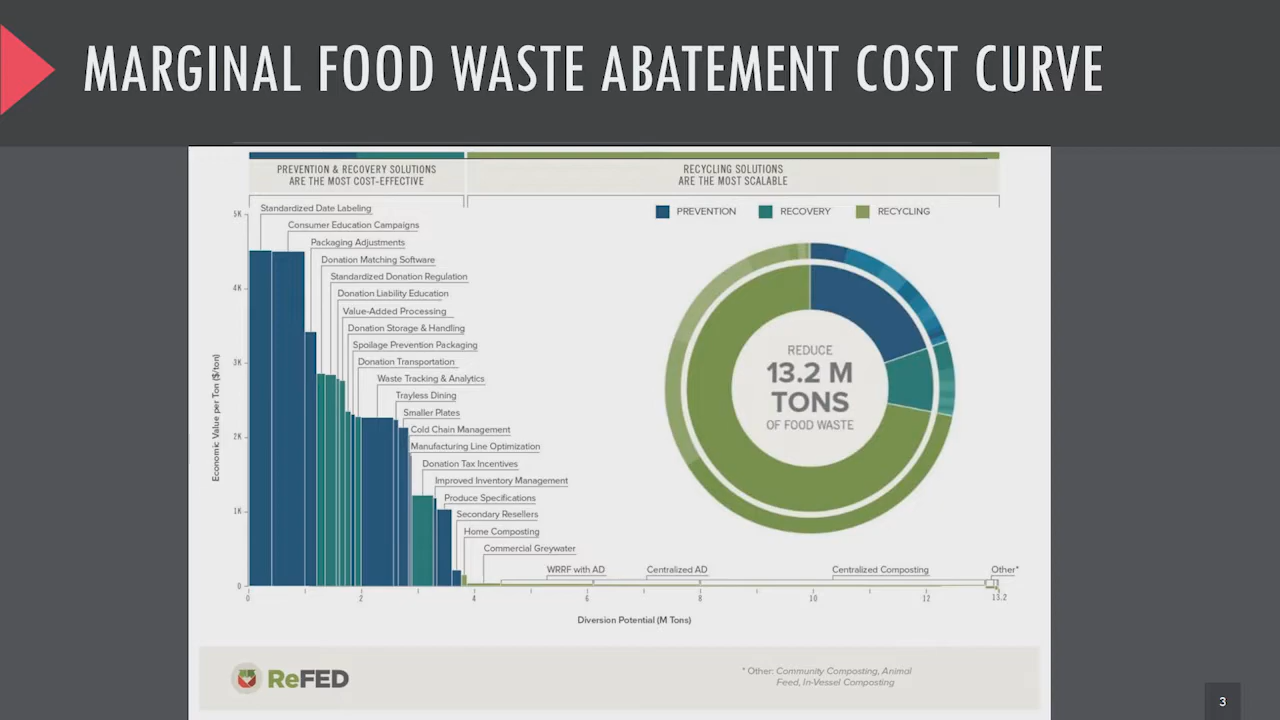 MARGINAL FOOD WASTE ABATEMENT COST CURVE
PREVENTION & RECOVERY SOLUTIONS
ARE THE MOST COST-EFFECTIVE
RECYCLING SOLUTIONS
ARE THE MOST SCALABLE
PREVENTION
RECOVERY
RECYCLING
Standardized Date Labeling
Consumer Education Campaigns
Packaging Adjustments
Donation Matching Software
Standardized Donation Regulation
Donation Liability Education
Value-Added Processing
Donation Storage & Handling
Spoilage Prevention Packaging
Donation Transportation
Waste Tracking & Analytics
Trayless Dining
Smaller Plates
Cold Chain Management
Manufacturing Line Optimization
Donation Tax Incentives
Improved Inventory Management
Produce Specifications
Secondary Resellers
Home Composting
Commercial Greywater
WRRF with AD
Centralized AD
Centralized Composting
Other*
REDUCE
13.2 M
TONS
OF FOOD WASTE
Economic Value per Ton ($/ton)
5K
4K
3K
2K
1K
0
0
2
4
6
8
10
12
13.2
Diversion Potential (M Tons)
ReFED
* Other: Community Composting, Animal
Feed, In-Vessel Composting
3